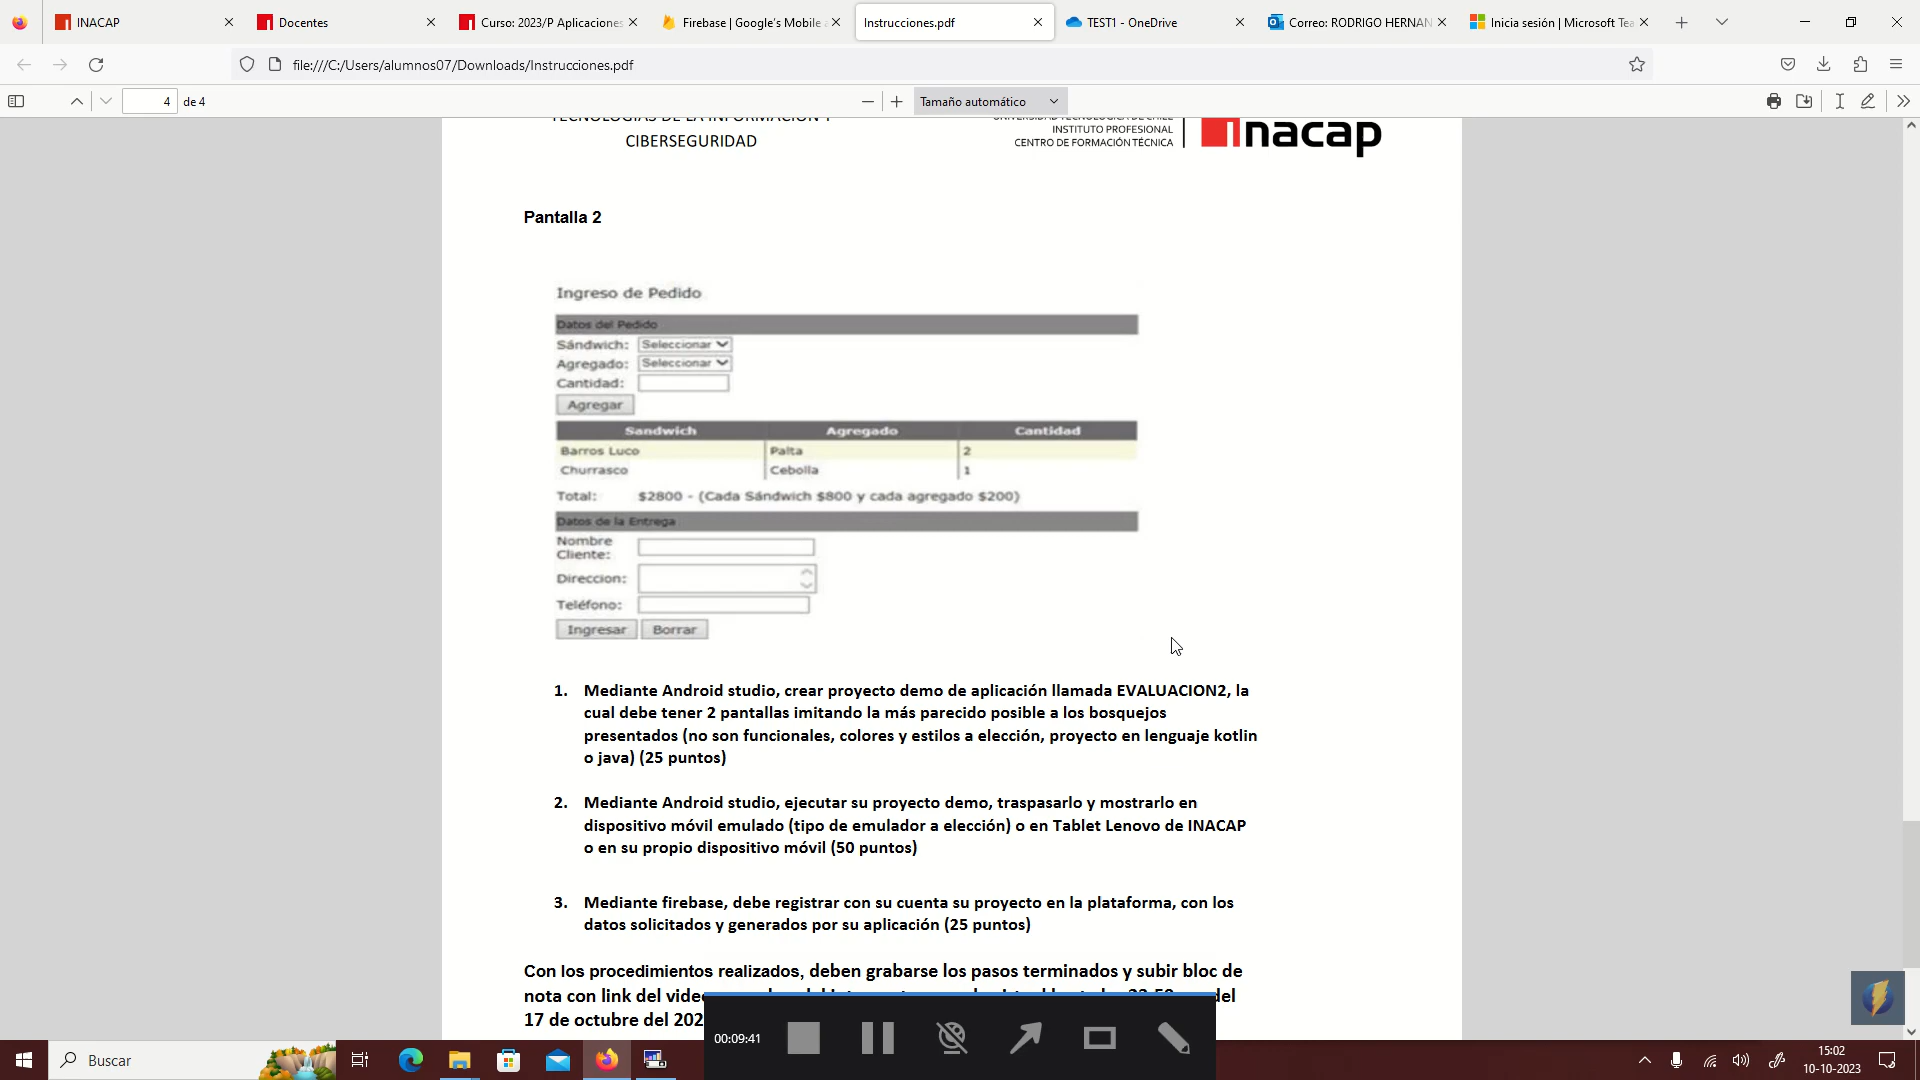 INACAP
Docentes
Curso: 2023/P Aplicaciones
Firebase | Google's Mobile
Instrucciones.pdf
TEST1 - OneDrive
Correo: RODRIGO HERNAN
Inicia sesión | Microsoft Tea
file:///C:/Users/alumnos07/Downloads/Instrucciones.pdf
4 de 4
Tamaño automático
TECNOLOGÍAS DE LA INFORMACIÓN Y
CIBERSEGURIDAD
UNIVERSIDAD TECNOLÓGICA DE CHILE
INSTITUTO PROFESIONAL
CENTRO DE FORMACIÓN TÉCNICA
inacap
Pantalla 2
Ingreso de Pedido
Datos del Pedido
Sándwich: Seleccionar
Agregado: Seleccionar
Cantidad:
Agregar
Sandwich Agregado Cantidad
Barros Luco Palta 2
Churrasco Cebolla 1
Total: $2800 - (Cada Sándwich $800 y cada agregado $200)
Datos de la Entrega
Nombre
Cliente:
Direccion:
Teléfono:
Ingresar Borrar
1. Mediante Android studio, crear proyecto demo de aplicación llamada EVALUACION2, la
cual debe tener 2 pantallas imitando la más parecido posible a los bosquejos
presentados (no son funcionales, colores y estilos a elección, proyecto en lenguaje kotlin
o java) (25 puntos)
2. Mediante Android studio, ejecutar su proyecto demo, traspasarlo y mostrarlo en
dispositivo móvil emulado (tipo de emulador a elección) o en Tablet Lenovo de INACAP
o en su propio dispositivo móvil (50 puntos)
3. Mediante firebase, debe registrar con su cuenta su proyecto en la plataforma, con los
datos solicitados y generados por su aplicación (25 puntos)
Con los procedimientos realizados, deben grabarse los pasos terminados y subir bloc de
nota con link del video
17 de octubre del 202
00:09:41
Buscar
15:02
10-10-2023